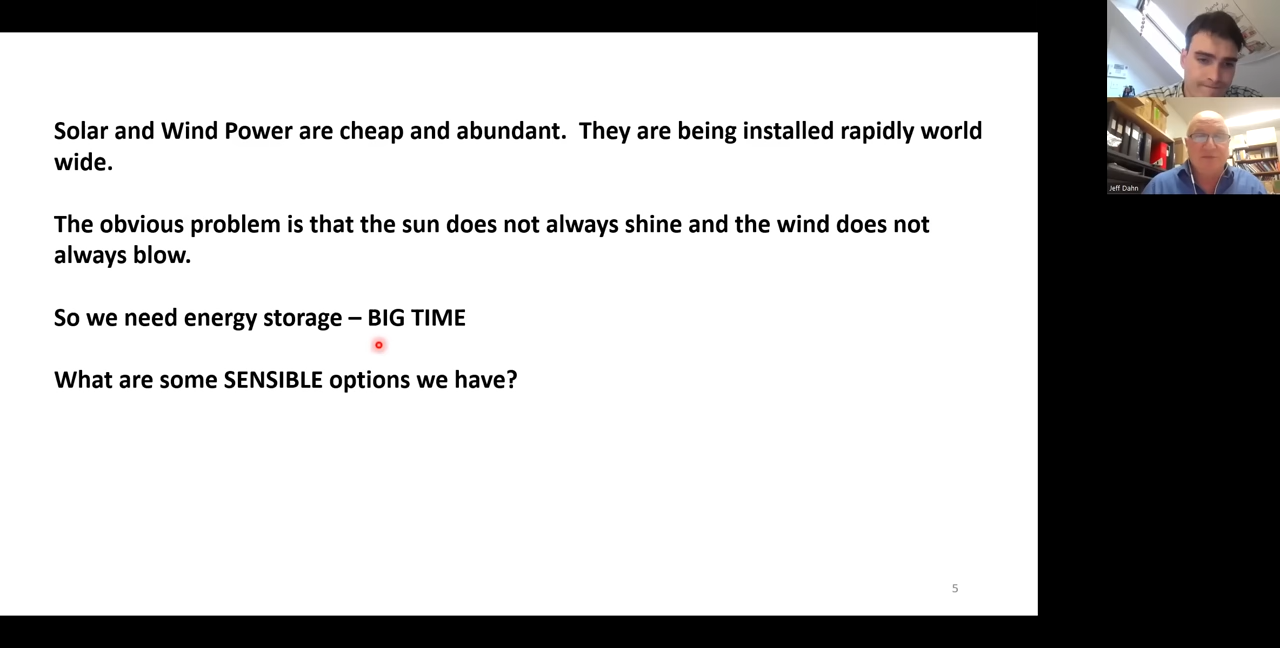 Solar and Wind Power are cheap and abundant.  They are being installed rapidly world
wide.
The obvious problem is that the sun does not always shine and the wind does not
always blow.
So we need energy storage – BIG TIME
What are some SENSIBLE options we have?
5
Jeff Dahn